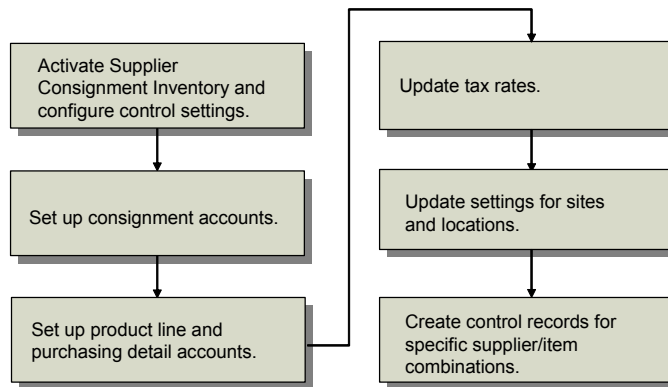 Activate Supplier
Consignment Inventory and
configure control settings.
Set up consignment accounts.
Set up product line and
purchasing detail accounts.
Update tax rates.
Update settings for sites
and locations.
Create control records for
specific supplier/item
combinations.